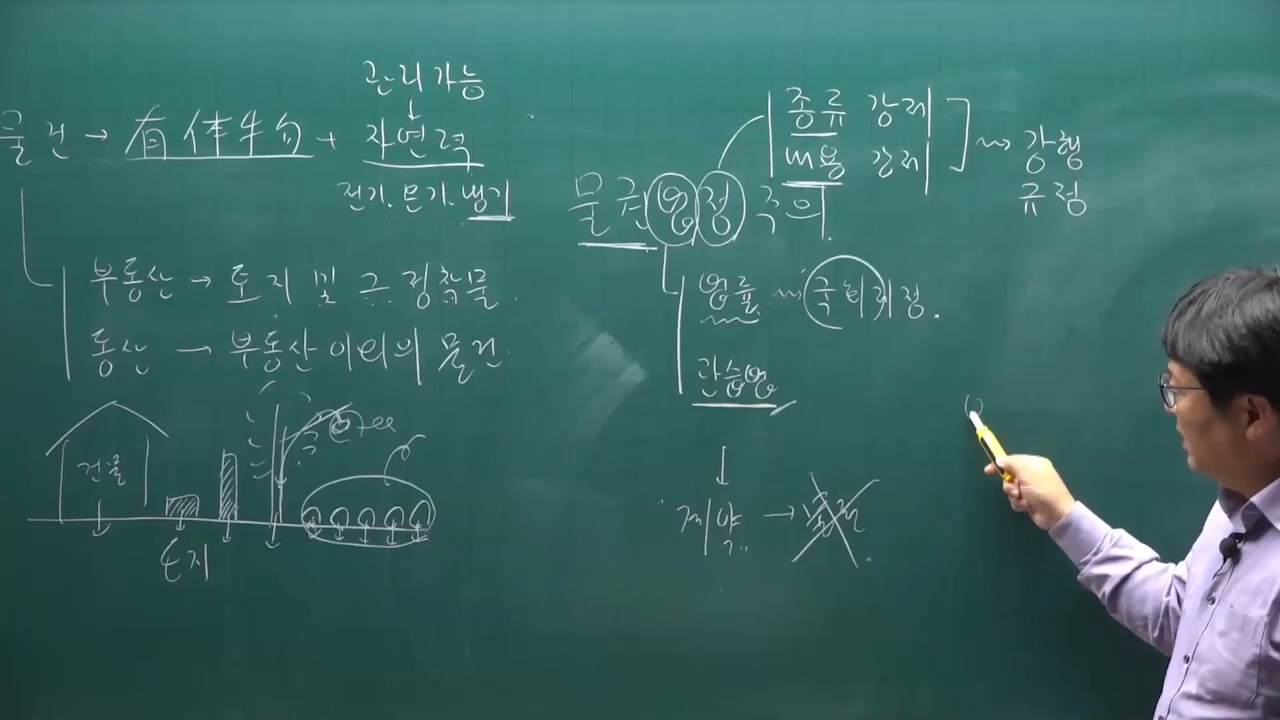 관리가능
물건 → 有体物 + 자연력
전기. 열기. 냉기
부동산 → 토지 및 그 정착물.
동산 → 부동산 이외의 물건.
건물
tree
토지
종류 강제
내용 강제
강행
규정
물권법정주의.
법률 국회제정.
관습법
↓
계약 →